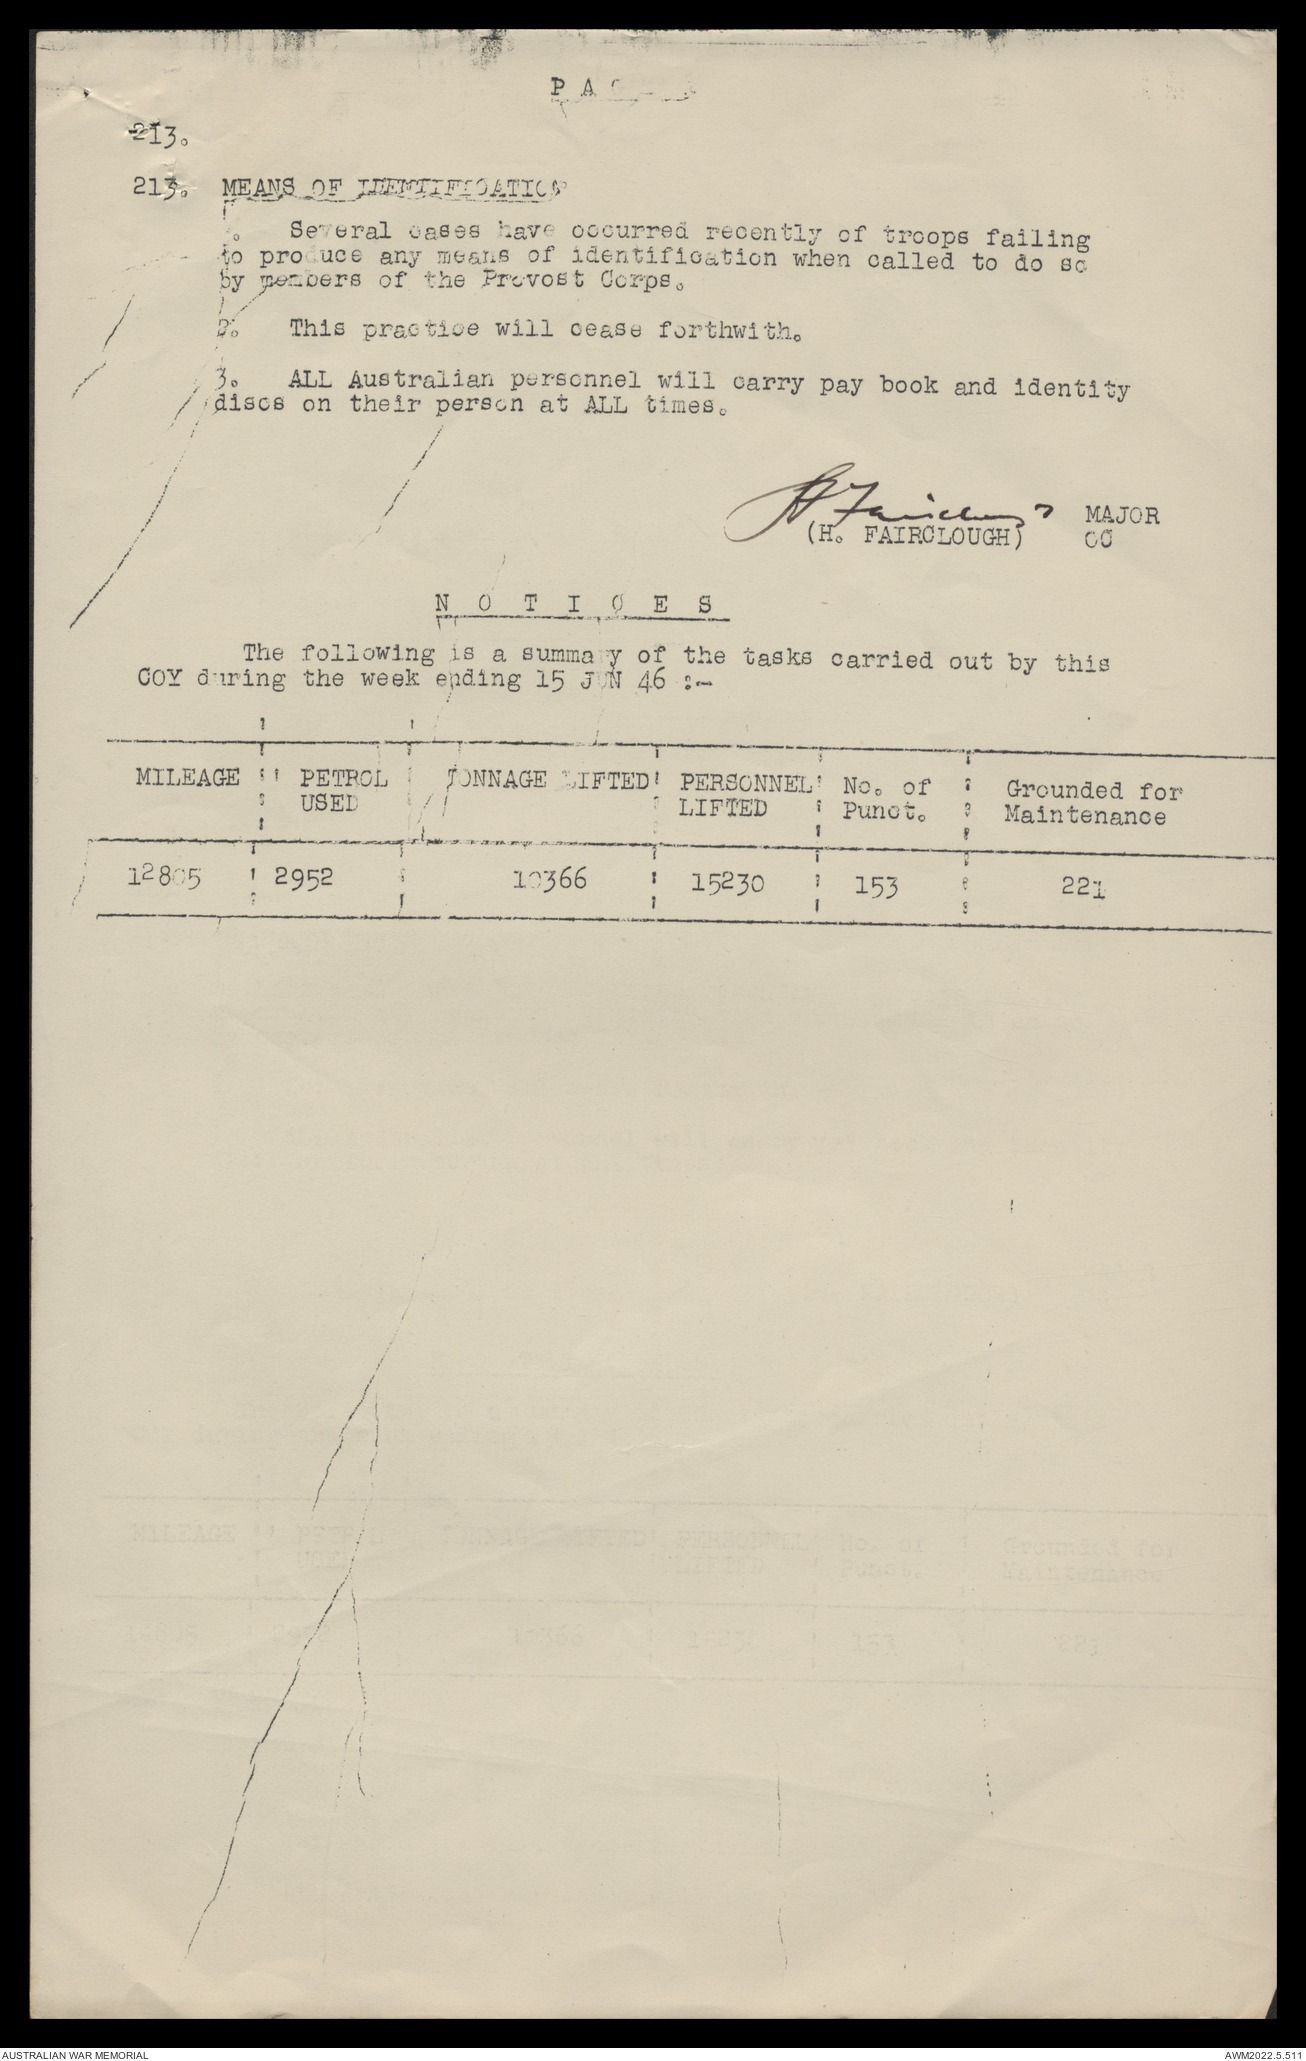 213.
213. MEANS OF IDENTIFICATION
Several cases have occurred recently of troops failing
to produce any means of identification when called to do so
by members of the Provost Corps.
2. This practice will cease forthwith.
3. ALL Australian personnel will carry pay book and identity
discs on their person at ALL times.
H Fairclough MAJOR
(H. FAIRCLOUGH) OC
N O T I C E S
The following is a summary of the tasks carried out by this
COY during the week ending 15 JUN 46 :-
MILEAGE PETROL TONNAGE LIFTED PERSONNEL No. of Grounded for
USED LIFTED Punct. Maintenance
12805 2952 10366 15230 153 221
AUSTRALIAN WAR MEMORIAL AWM2022.5.511